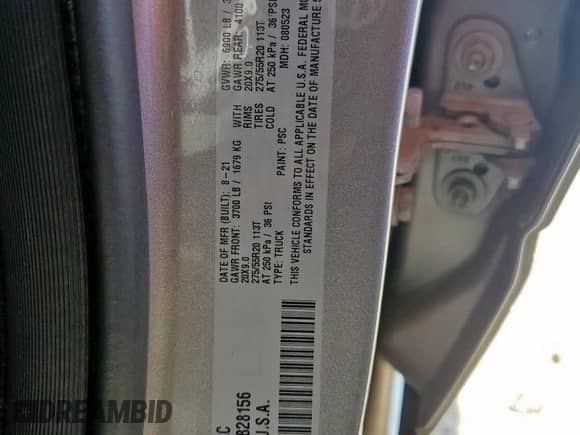 LC
828156
U.S.A.
DATE OF MFR (BUILT): 8-21
GVWR: 6900 LB /
GAWR FRONT: 3700 LB / 1679 KG WITH
GAWR REAR: 4100
20X9.0 RIMS 20X9.0
275/55R20 113T TIRES 275/55R20 113T
AT 250 kPa / 36 PSI COLD AT 250 kPa / 36 PSI
TYPE: TRUCK PAINT: PSC MDH: 080523
THIS VEHICLE CONFORMS TO ALL APPLICABLE U.S.A. FEDERAL MO
STANDARDS IN EFFECT ON THE DATE OF MANUFACTURE S
DREAMBID